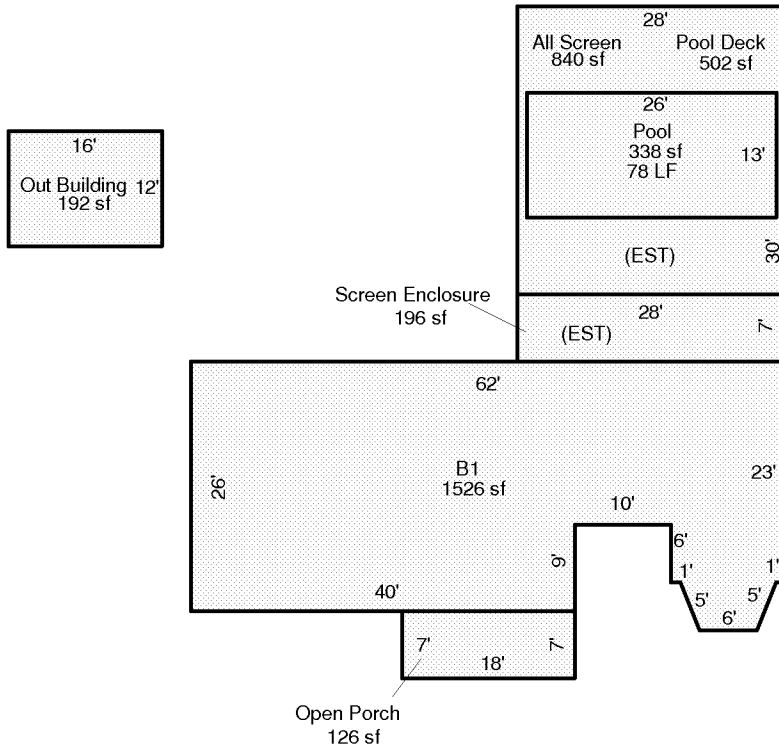 28'
All Screen
840 sf
Pool Deck
502 sf
26'
Pool
338 sf
78 LF
13'
16'
Out Building
192 sf
12'
(EST)
30'
Screen Enclosure
196 sf
28'
(EST)
7'
62'
26'
B1
1526 sf
23'
10'
9'
6'
1'
1'
5'
5'
6'
40'
7'
7'
18'
Open Porch
126 sf